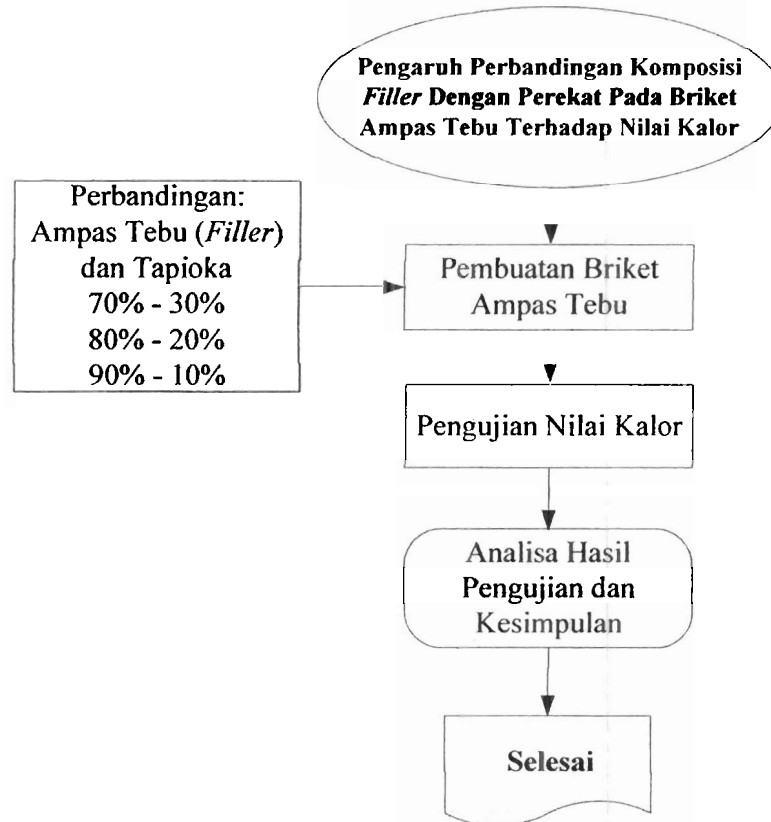 Pengaruh Perbandingan Komposisi
Filler Dengan Perekat Pada Briket
Ampas Tebu Terhadap Nilai Kalor
Perbandingan:
Ampas Tebu (Filler)
dan Tapioka
70% - 30%
80% - 20%
90% - 10%
Pembuatan Briket
Ampas Tebu
Pengujian Nilai Kalor
Analisa Hasil
Pengujian dan
Kesimpulan
Selesai